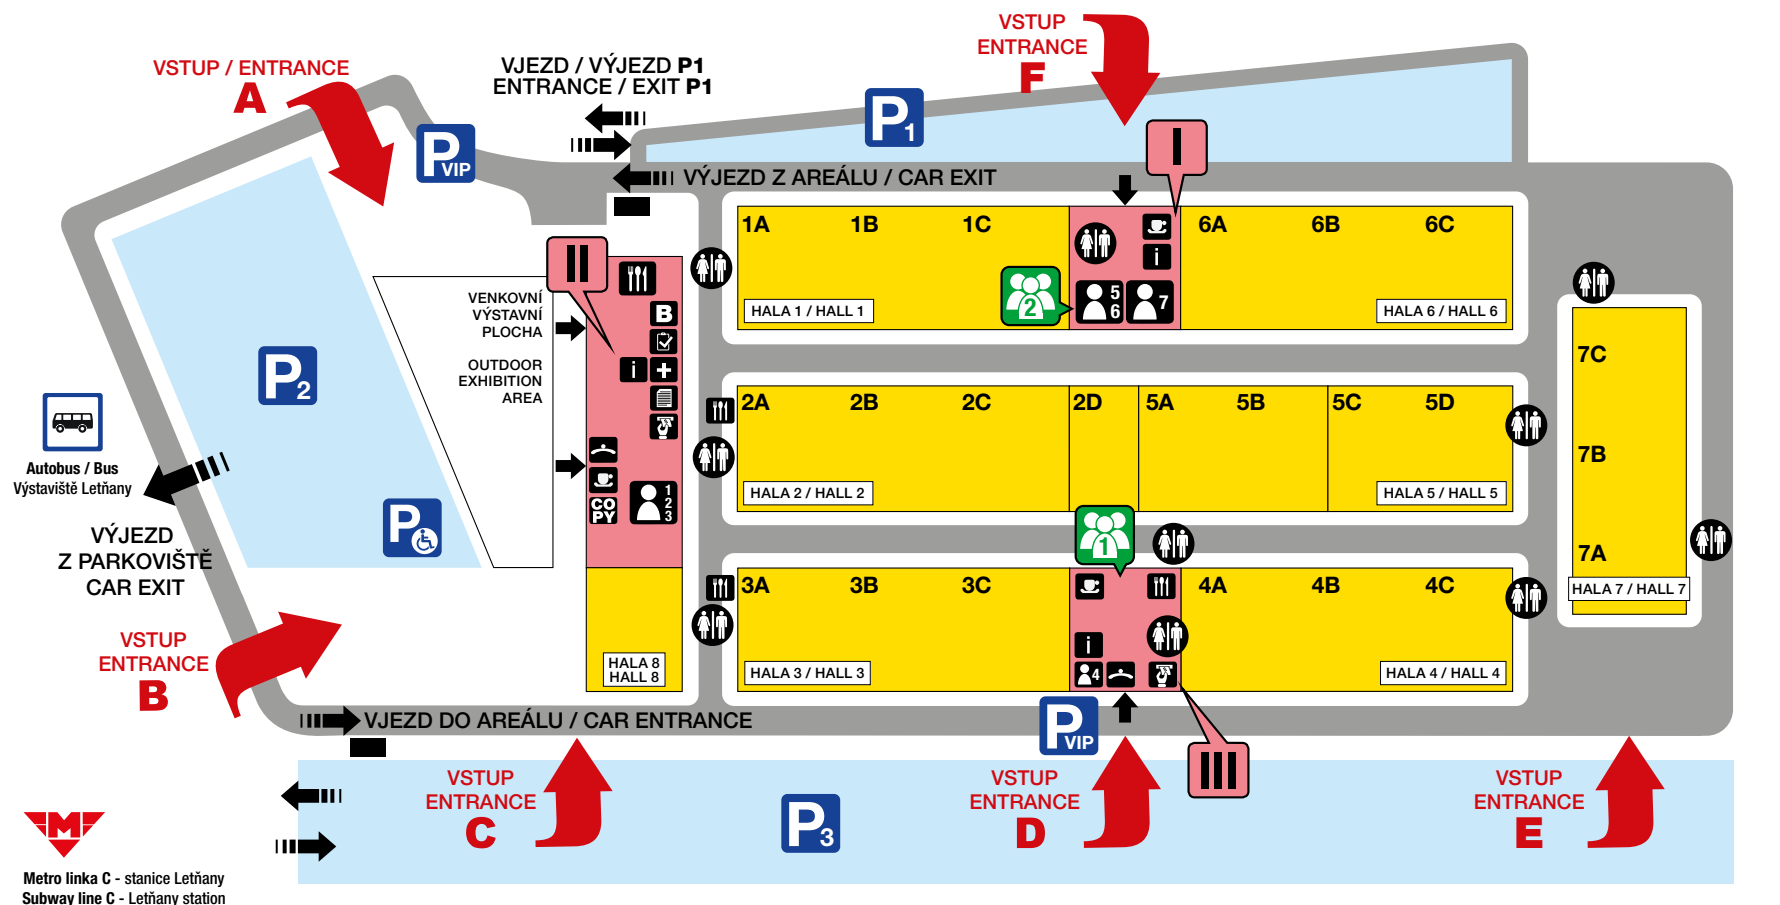 VSTUP / ENTRANCE
A
VJEZD / VÝJEZD P1
ENTRANCE / EXIT P1
VSTUP
ENTRANCE
F
P1
P VIP
I
VÝJEZD Z AREÁLU / CAR EXIT
1A
1B
1C
6A
6B
6C
i
2
5
6
7
HALA 1 / HALL 1
HALA 6 / HALL 6
II
VENKOVNÍ
VÝSTAVNÍ
PLOCHA
OUTDOOR
EXHIBITION
AREA
B
i
COPY
1
2
3
P2
Autobus / Bus
Výstaviště Letňany
P
VÝJEZD
Z PARKOVIŠTĚ
CAR EXIT
2A
2B
2C
2D
5A
5B
5C
5D
HALA 2 / HALL 2
HALA 5 / HALL 5
7C
7B
7A
HALA 7 / HALL 7
1
3A
3B
3C
4A
4B
4C
i
4
HALA 3 / HALL 3
HALA 4 / HALL 4
HALA 8
HALL 8
VSTUP
ENTRANCE
B
VJEZD DO AREÁLU / CAR ENTRANCE
P VIP
III
VSTUP
ENTRANCE
C
P3
VSTUP
ENTRANCE
D
VSTUP
ENTRANCE
E
M
Metro linka C - stanice Letňany
Subway line C - Letňany station